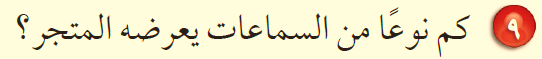 ٩ كم نوعًا من السماعات يعرضه المتجر؟